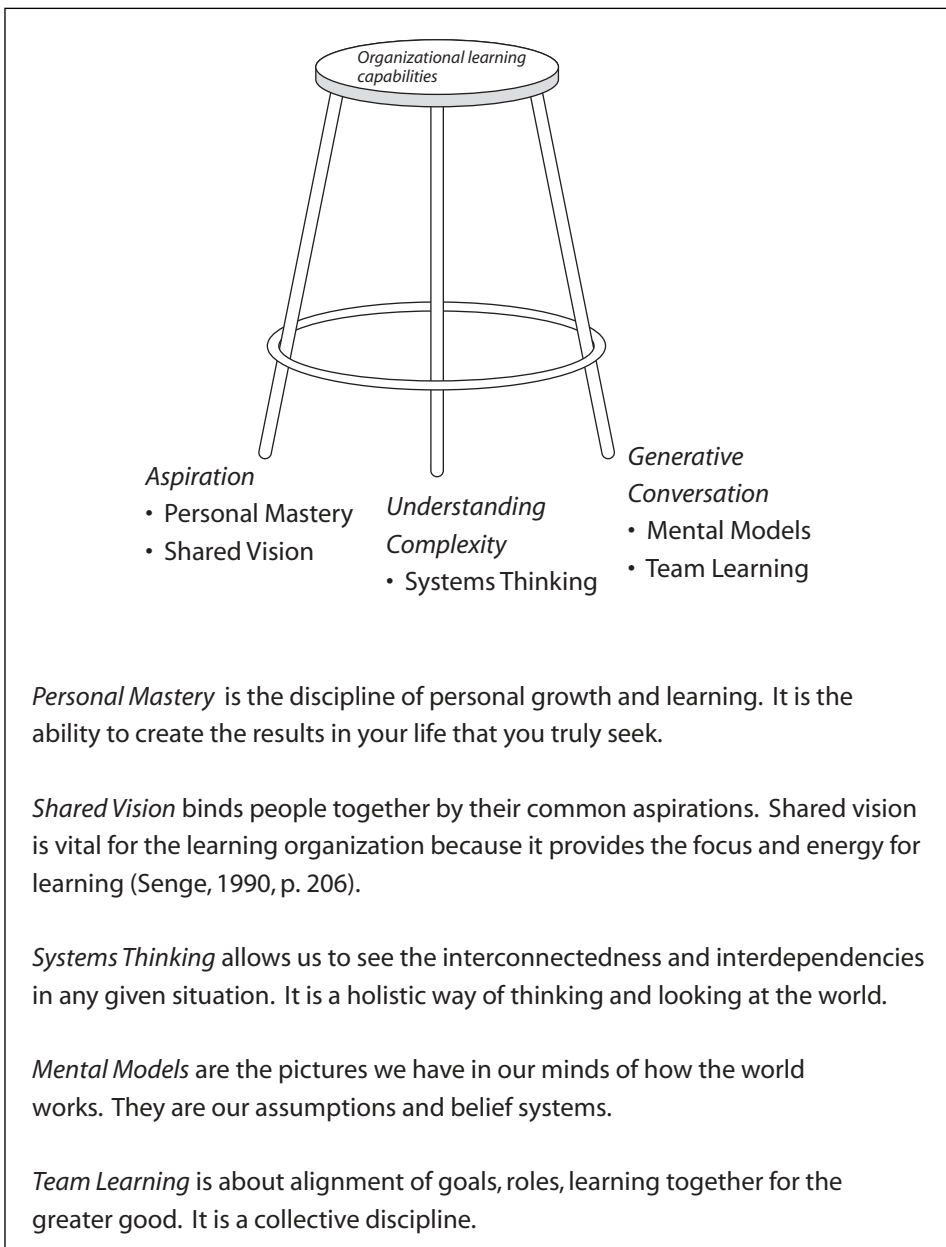 Organizational learning
capabilities
Aspiration
• Personal Mastery
• Shared Vision
Understanding
Complexity
• Systems Thinking
Generative
Conversation
• Mental Models
• Team Learning
Personal Mastery is the discipline of personal growth and learning. It is the
ability to create the results in your life that you truly seek.
Shared Vision binds people together by their common aspirations. Shared vision
is vital for the learning organization because it provides the focus and energy for
learning (Senge, 1990, p. 206).
Systems Thinking allows us to see the interconnectedness and interdependencies
in any given situation. It is a holistic way of thinking and looking at the world.
Mental Models are the pictures we have in our minds of how the world
works. They are our assumptions and belief systems.
Team Learning is about alignment of goals, roles, learning together for the
greater good. It is a collective discipline.